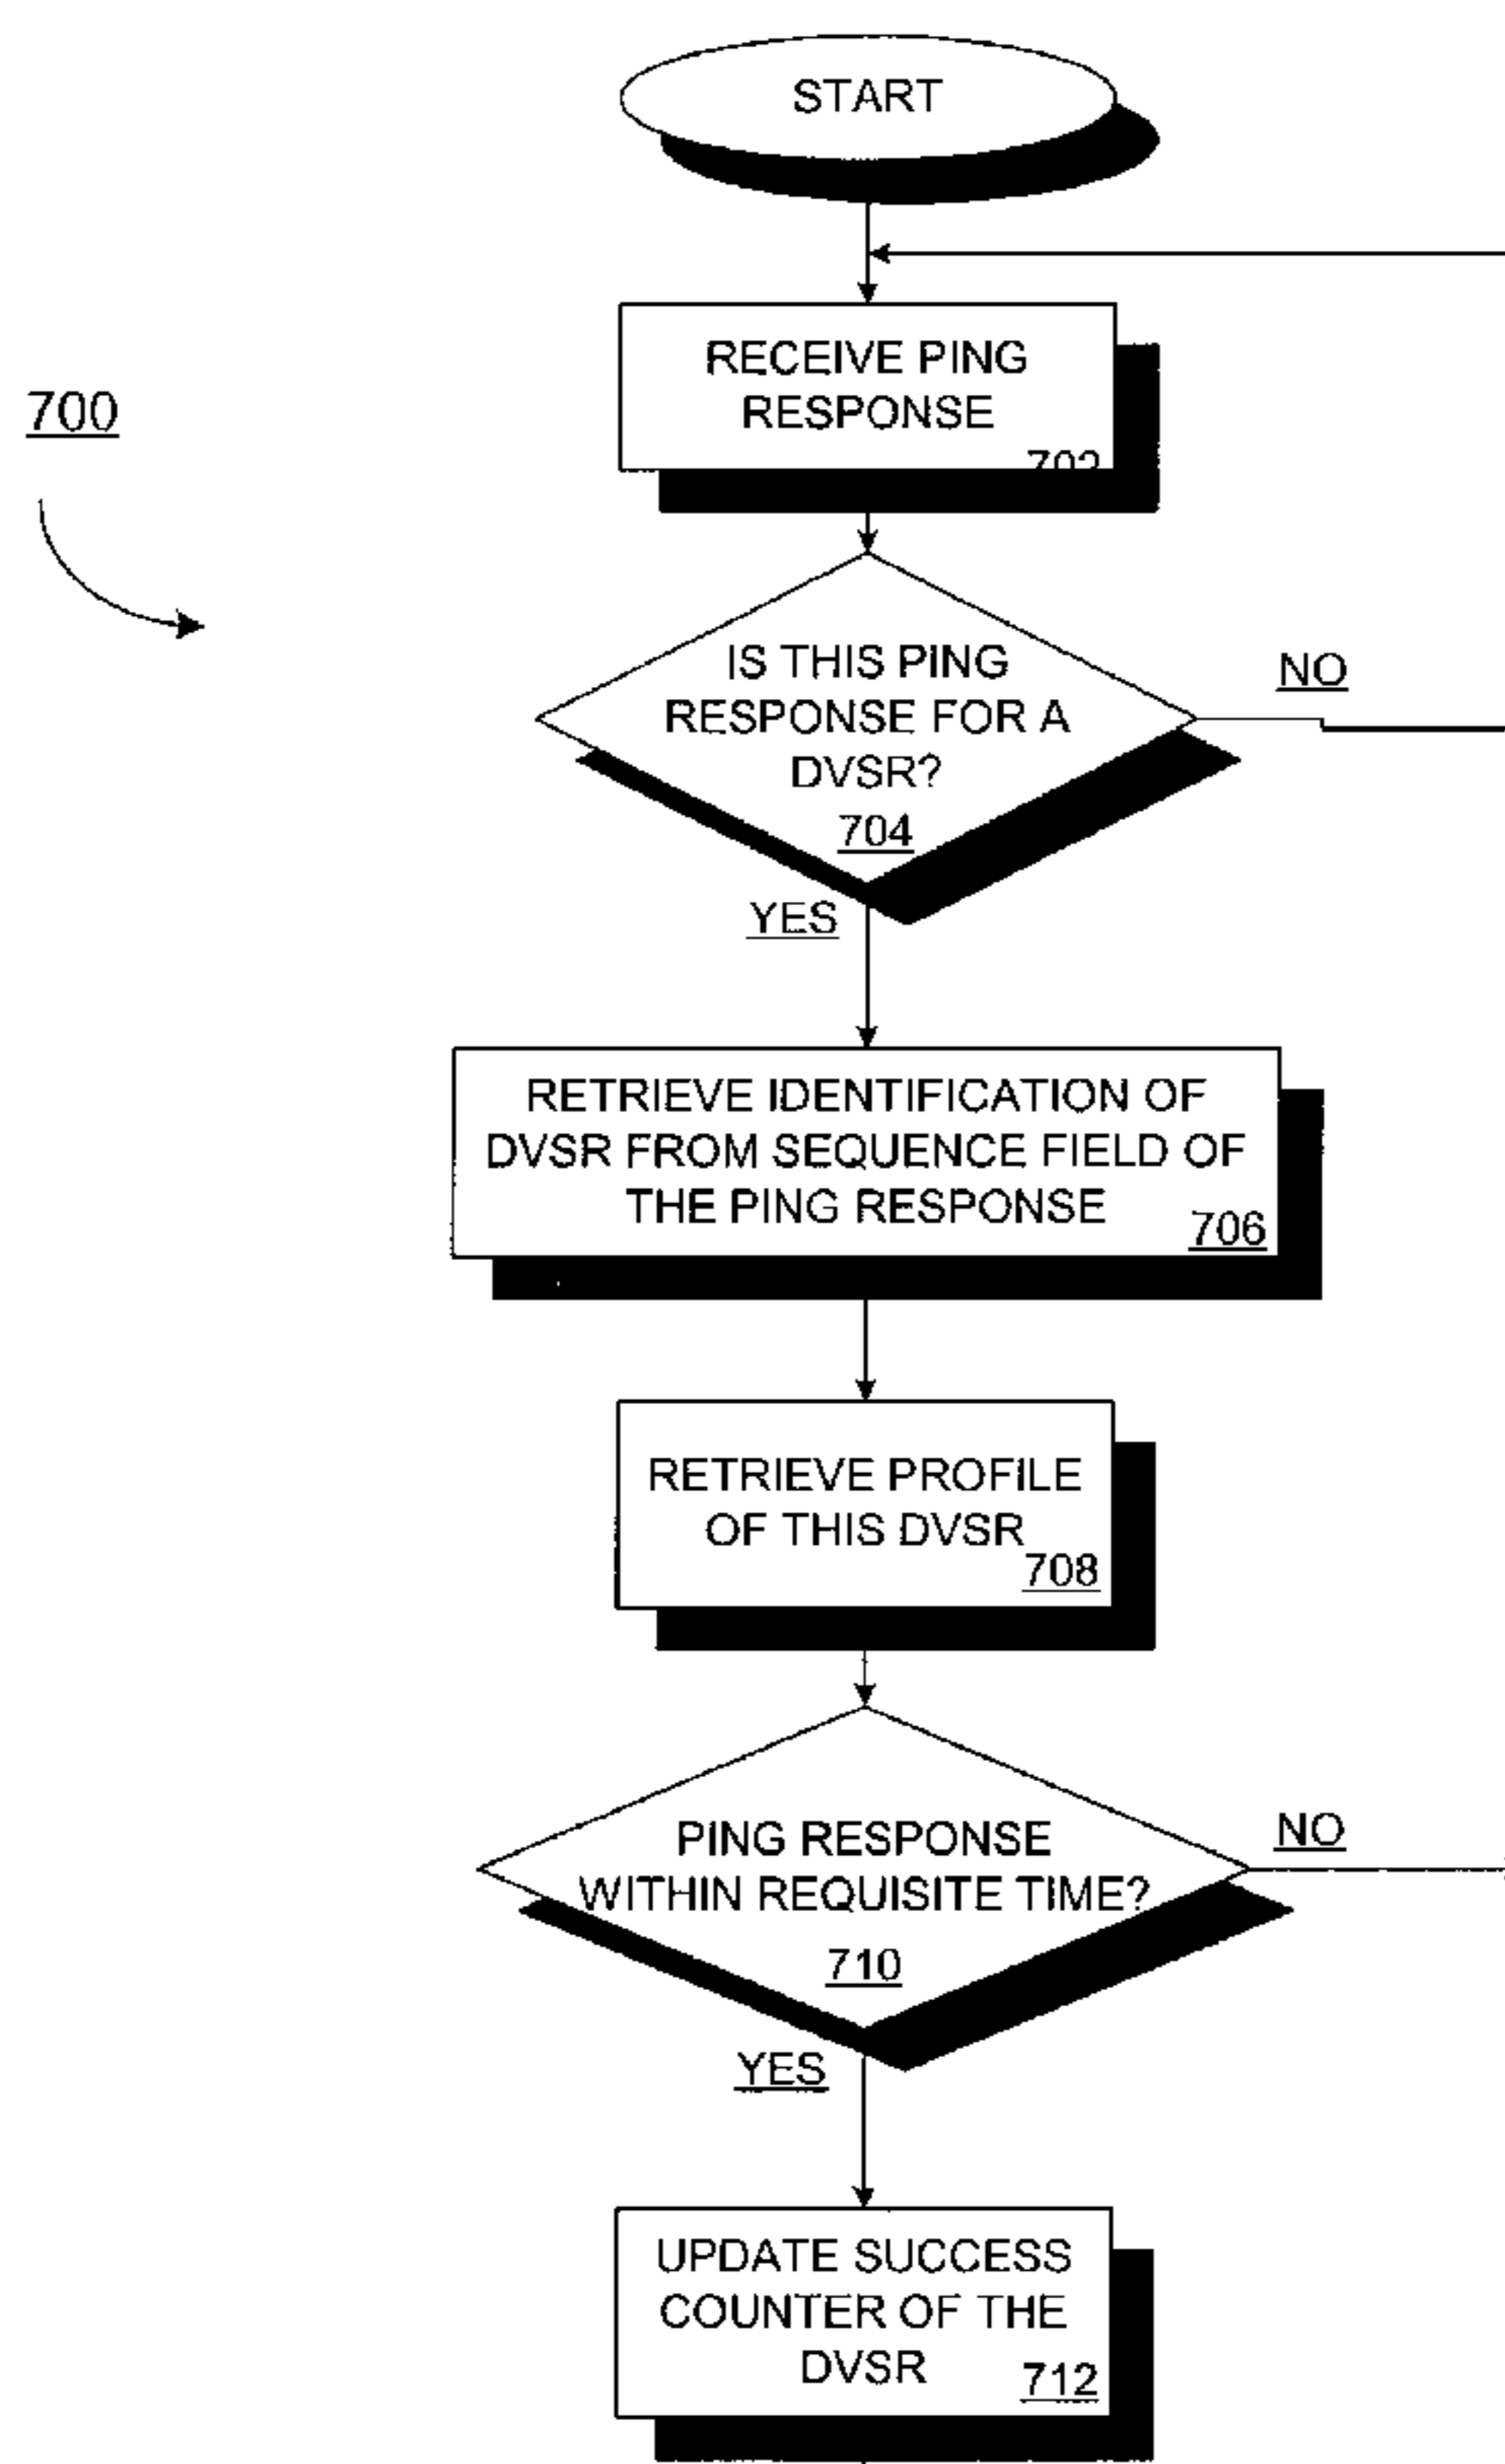 START
RECEIVE PING
RESPONSE
702
700
IS THIS PING
RESPONSE FOR A
DVSR?
704
NO
YES
RETRIEVE IDENTIFICATION OF
DVSR FROM SEQUENCE FIELD OF
THE PING RESPONSE
706
RETRIEVE PROFILE
OF THIS DVSR
708
PING RESPONSE
WITHIN REQUISITE TIME?
710
NO
YES
UPDATE SUCCESS
COUNTER OF THE
DVSR
712